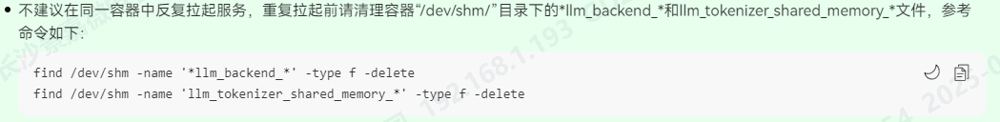 • 不建议在同一容器中反复拉起服务，重复拉起前请清理容器“/dev/shm/”目录下的*llm_backend_*和llm_tokenizer_shared_memory_*文件，参考
命令如下：
find /dev/shm -name '*llm_backend_*' -type f -delete
find /dev/shm -name 'llm_tokenizer_shared_memory_*' -type f -delete
192.168.1.193